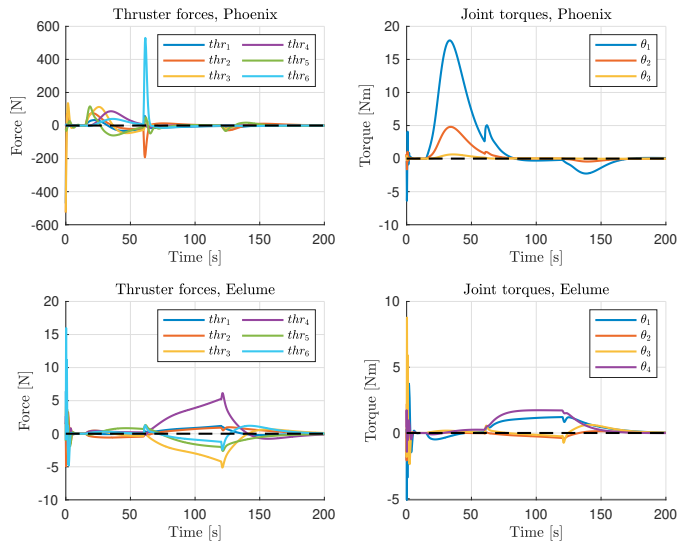 Thruster forces, Phoenix
600
400
200
0
-200
-400
-600
Force [N]
thr1 thr4
thr2 thr5
thr3 thr6
0 50 100 150 200
Time [s]
Joint torques, Phoenix
20
15
10
5
0
-5
-10
Torque [Nm]
θ1
θ2
θ3
0 50 100 150 200
Time [s]
Thruster forces, Eelume
20
15
10
5
0
-5
-10
Force [N]
thr1 thr4
thr2 thr5
thr3 thr6
0 50 100 150 200
Time [s]
Joint torques, Eelume
10
5
0
-5
Torque [Nm]
θ1
θ2
θ3
θ4
0 50 100 150 200
Time [s]